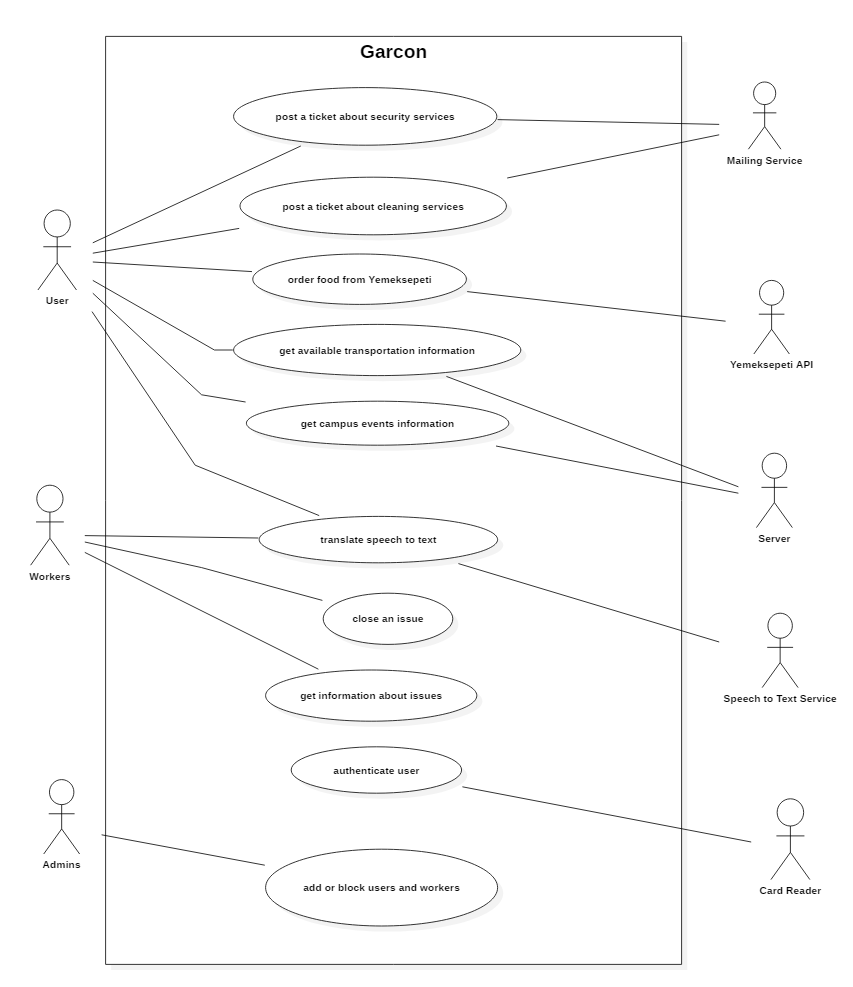 Garcon
post a ticket about security services
Mailing Service
post a ticket about cleaning services
User
order food from Yemeksepeti
get available transportation information
Yemeksepeti API
get campus events information
translate speech to text
Server
Workers
close an issue
get information about issues
Speech to Text Service
authenticate user
Admins
add or block users and workers
Card Reader